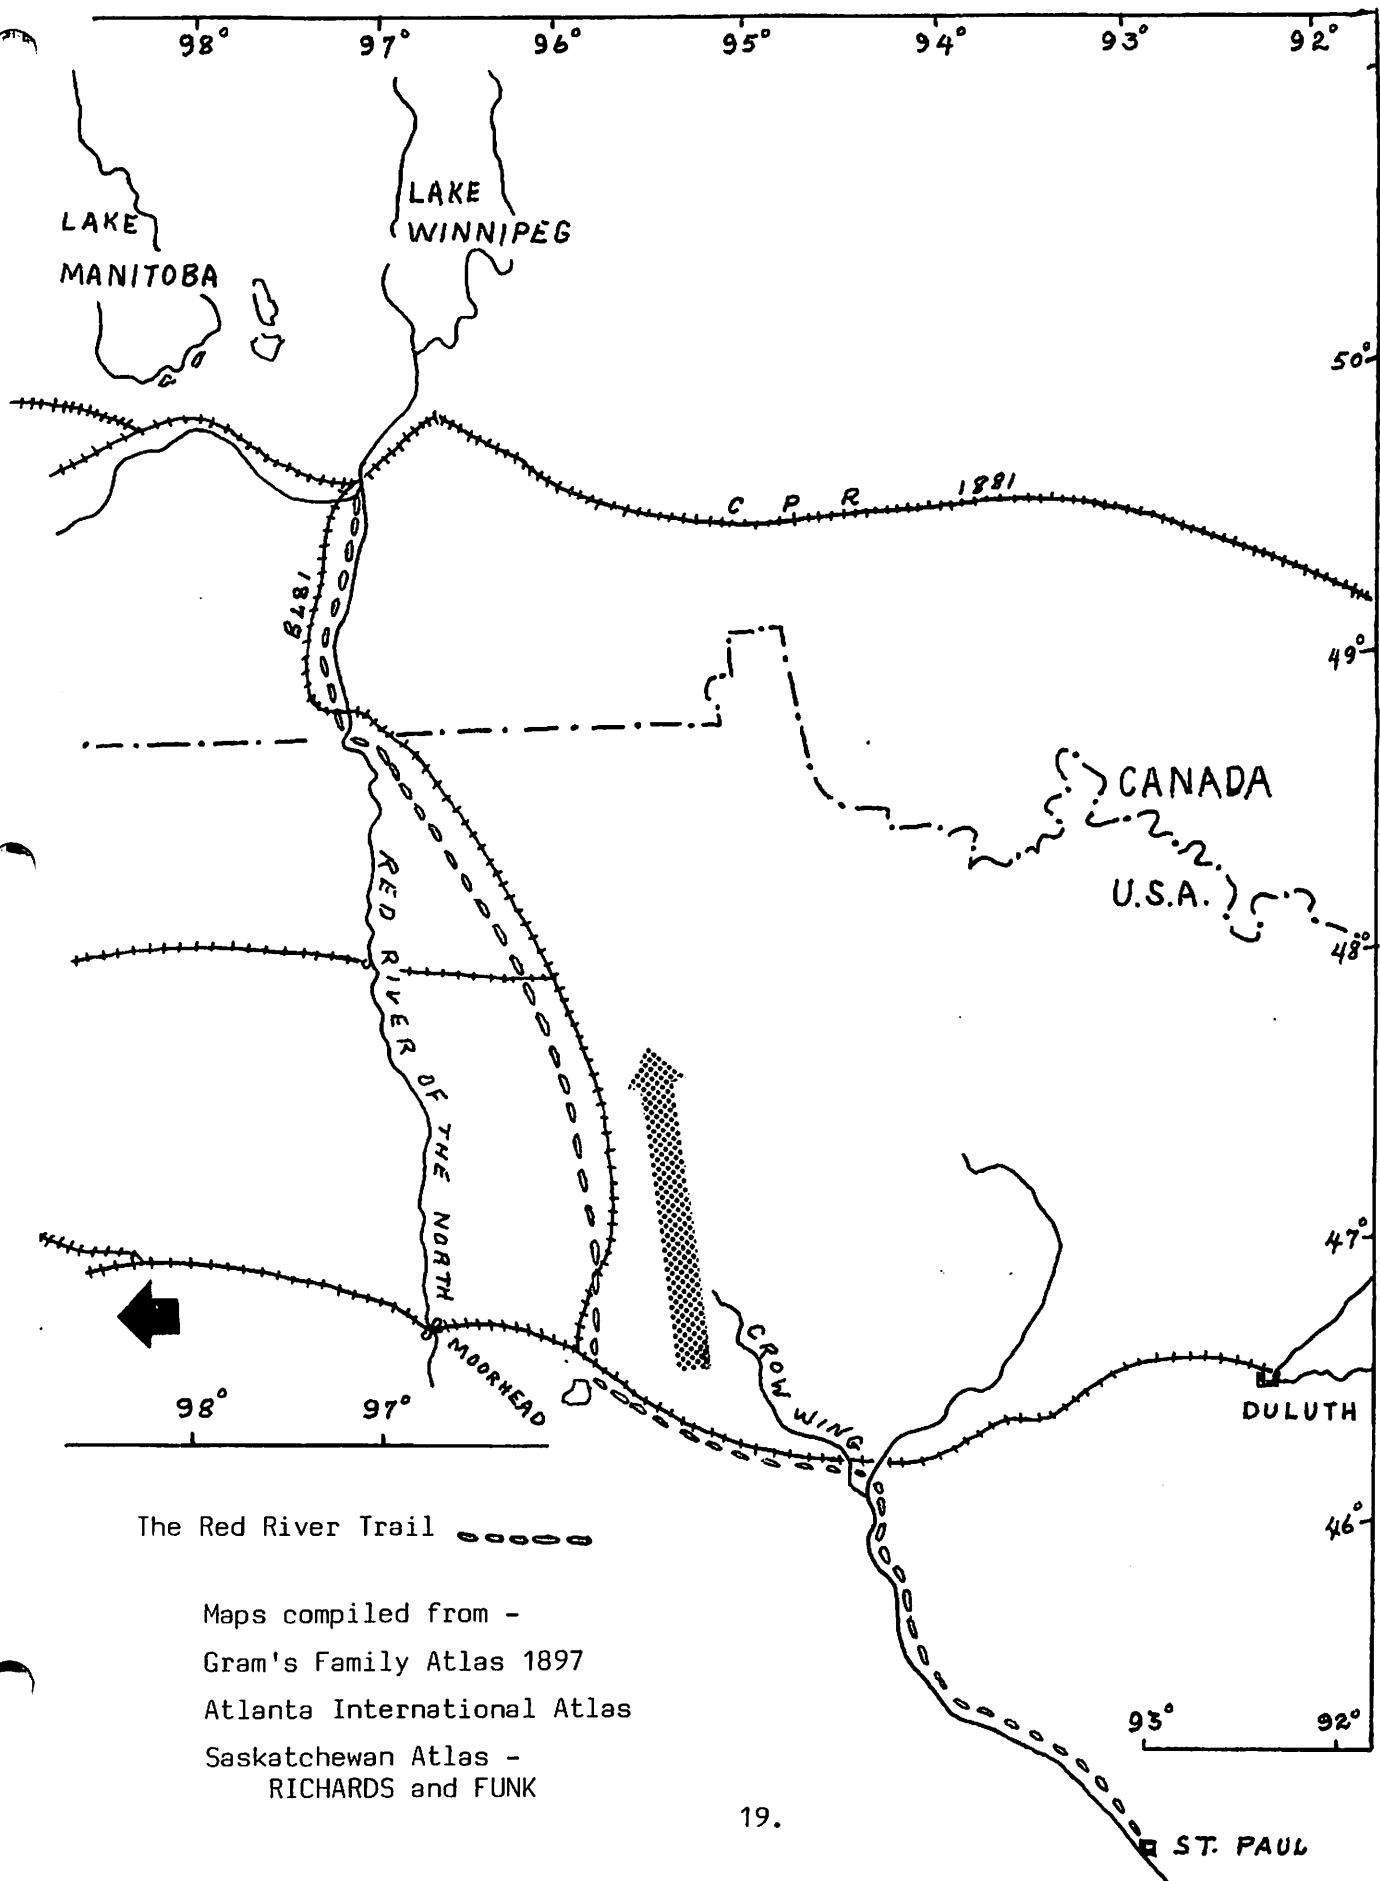 98° 97° 96° 95° 94° 93° 92°
LAKE
MANITOBA
LAKE
WINNIPEG
50°
C P R 1881
1878
49°
CANADA
U.S.A.
48°
RED RIVER OF THE NORTH
47°
CROW WING
MOORHEAD
DULUTH
98° 97°
46°
The Red River Trail
Maps compiled from -
Gram's Family Atlas 1897
Atlanta International Atlas
Saskatchewan Atlas -
RICHARDS and FUNK
93° 92°
19.
ST. PAUL